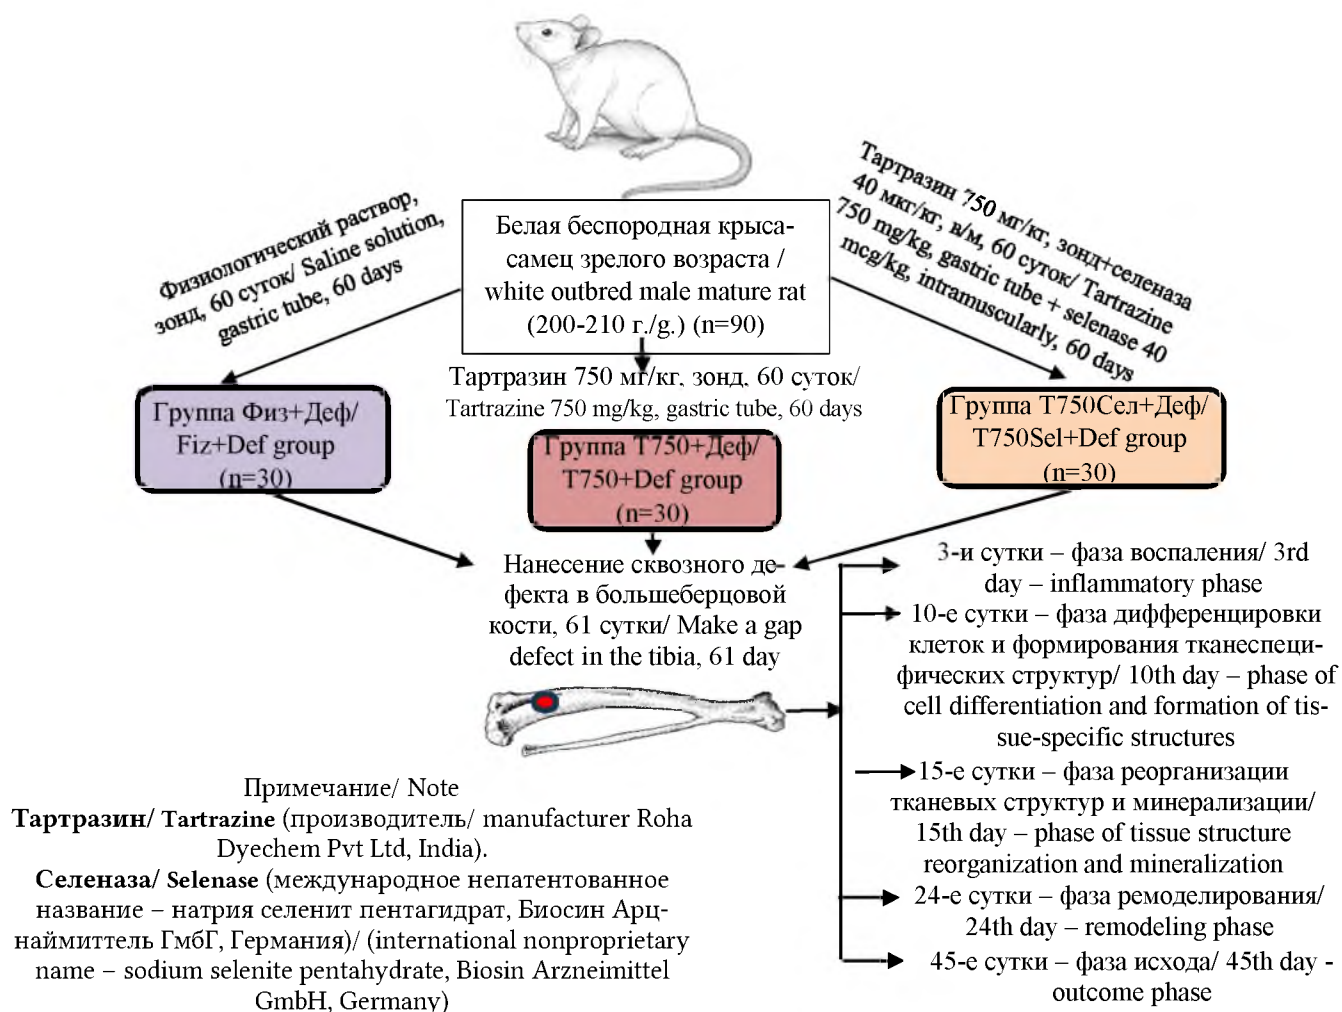 Физиологический раствор,
зонд, 60 суток/ Saline solution,
gastric tube, 60 days
Белая беспородная крыса-
самец зрелого возраста /
white outbred male mature rat
(200-210 г./g.) (n=90)
Тартразин 750 мг/кг, зонд+селеназа
40 мкг/кг, в/м, 60 суток/ Tartrazine
750 mg/kg, gastric tube + selenase 40
mcg/kg, intramuscularly, 60 days
Тартразин 750 мг/кг, зонд, 60 суток/
Tartrazine 750 mg/kg, gastric tube, 60 days
Группа Физ+Деф/
Fiz+Def group
(n=30)
Группа Т750+Деф/
T750+Def group
(n=30)
Группа Т750Сел+Деф/
T750Sel+Def group
(n=30)
Нанесение сквозного де-
фекта в большеберцовой
кости, 61 сутки/ Make a gap
defect in the tibia, 61 day
3-и сутки – фаза воспаления/ 3rd
day – inflammatory phase
10-е сутки – фаза дифференцировки
клеток и формирования тканеспеци-
фических структур/ 10th day – phase of
cell differentiation and formation of tis-
sue-specific structures
15-е сутки – фаза реорганизации
тканевых структур и минерализации/
15th day – phase of tissue structure
reorganization and mineralization
24-е сутки – фаза ремоделирования/
24th day – remodeling phase
45-е сутки – фаза исхода/ 45th day -
outcome phase
Примечание/ Note
Тартразин/ Tartrazine (производитель/ manufacturer Roha
Dyechem Pvt Ltd, India).
Селеназа/ Selenase (международное непатентованное
название – натрия селенит пентагидрат, Биосин Арц-
наймиттель ГмбГ, Германия)/ (international nonproprietary
name – sodium selenite pentahydrate, Biosin Arzneimittel
GmbH, Germany)